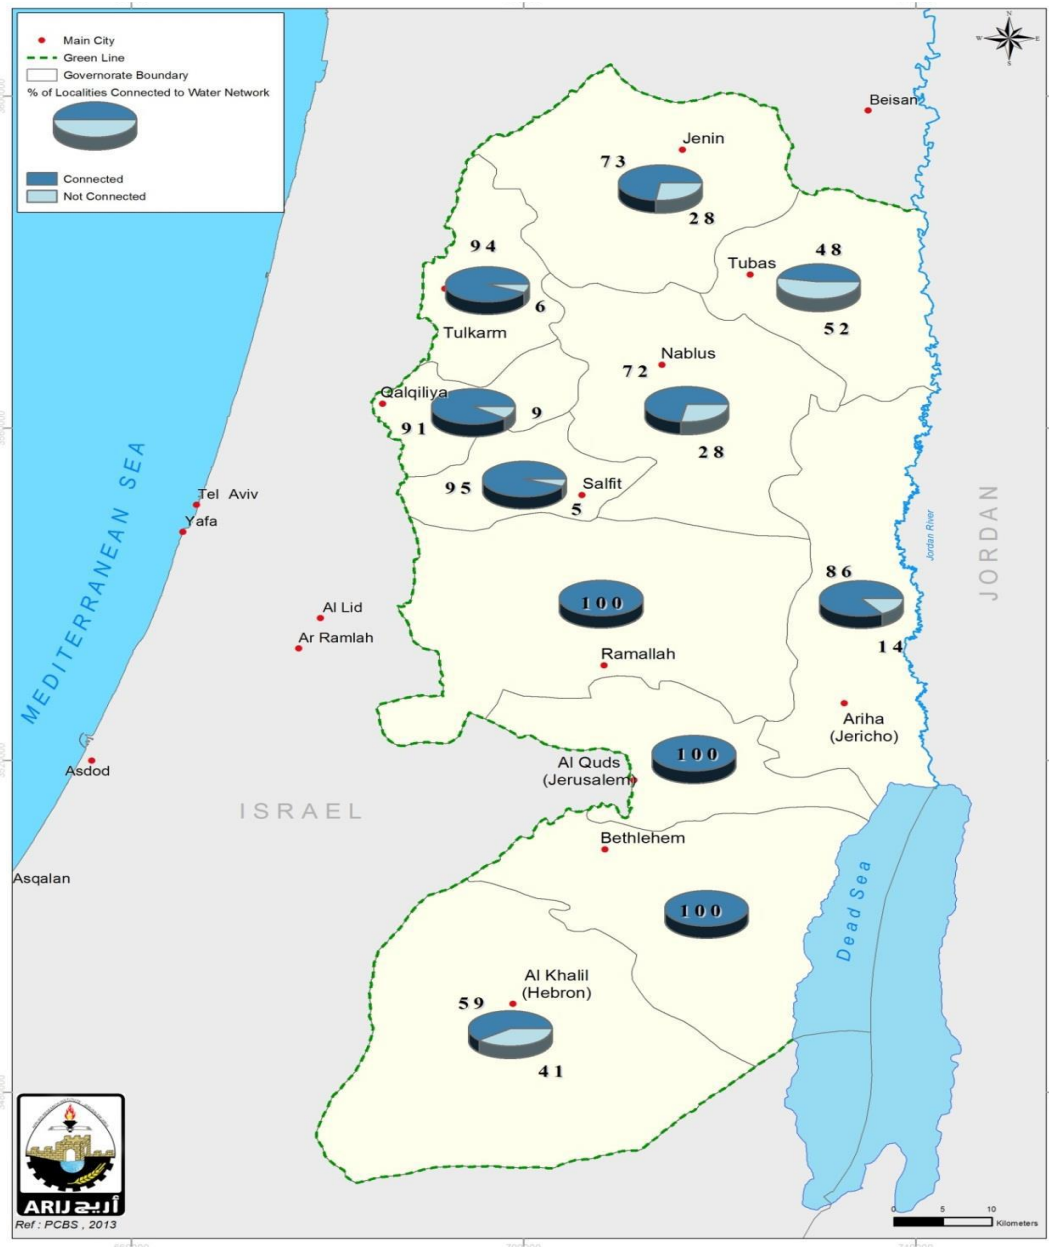 Main City
Green Line
Governorate Boundary
% of Localities Connected to Water Network
Connected
Not Connected
N
W
E
S
Beisan
Jenin
73
28
94
6
Tulkarm
48
Tubas
52
Nablus
72
28
Qalqiliya
91
9
95
Salfit
5
MEDITERRANEAN SEA
Tel Aviv
Yafa
Jordan River
JORDAN
86
14
100
Al Lid
Ar Ramlah
Ramallah
Ariha
(Jericho)
Asdod
Al Quds
(Jerusalem)
100
ISRAEL
Bethlehem
Asqalan
100
Dead Sea
Al Khalil
(Hebron)
59
41
ARIJ أريج
Ref : PCBS , 2013
0 5 10
Kilometers